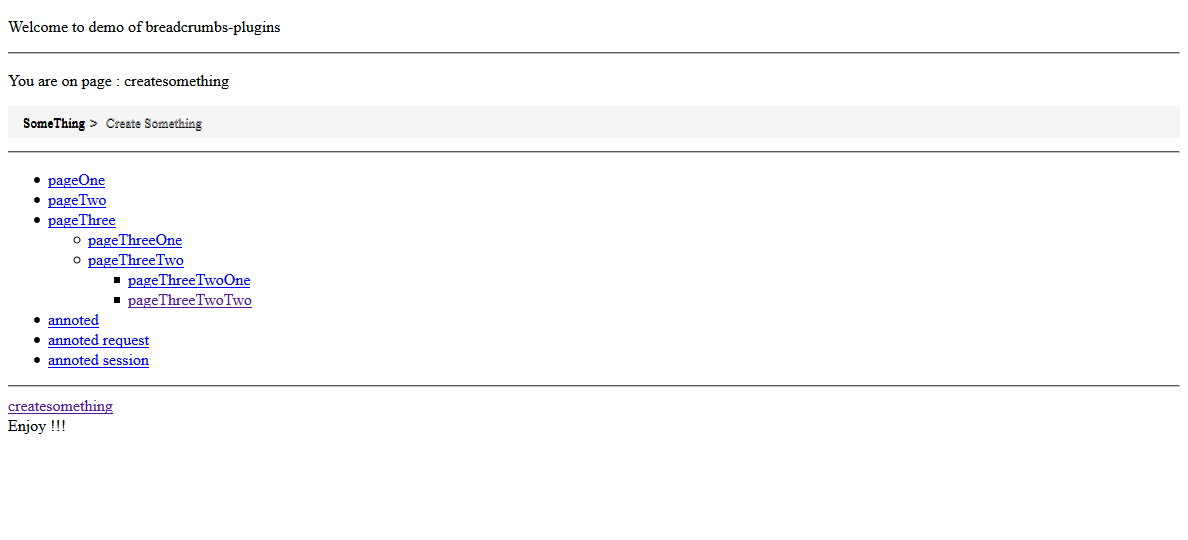 Welcome to demo of breadcrumbs-plugins
You are on page : createsomething
SomeThing > Create Something
pageOne
pageTwo
pageThree
pageThreeOne
pageThreeTwo
pageThreeTwoOne
pageThreeTwoTwo
annoted
annoted request
annoted session
createsomething
Enjoy !!!